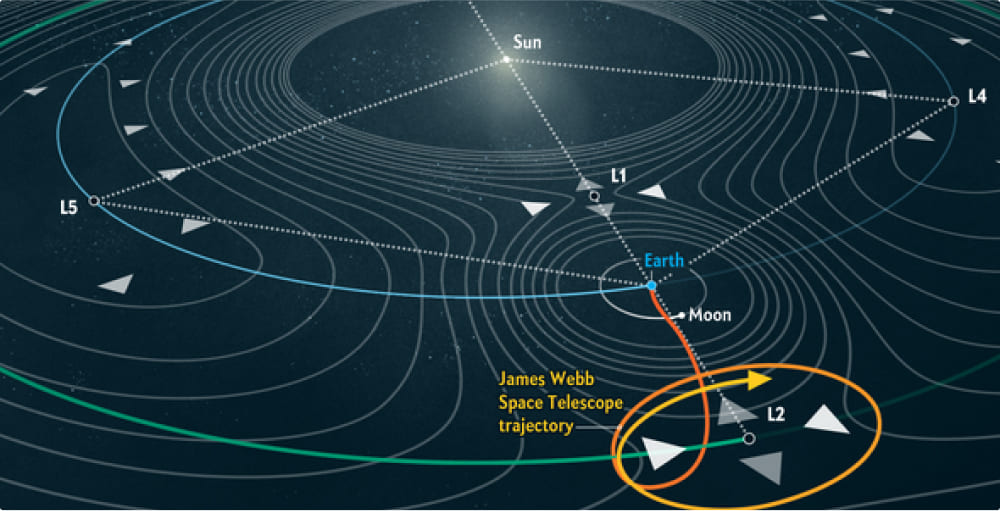 Sun
L4
L1
L5
Earth
Moon
James Webb
Space Telescope
trajectory
L2